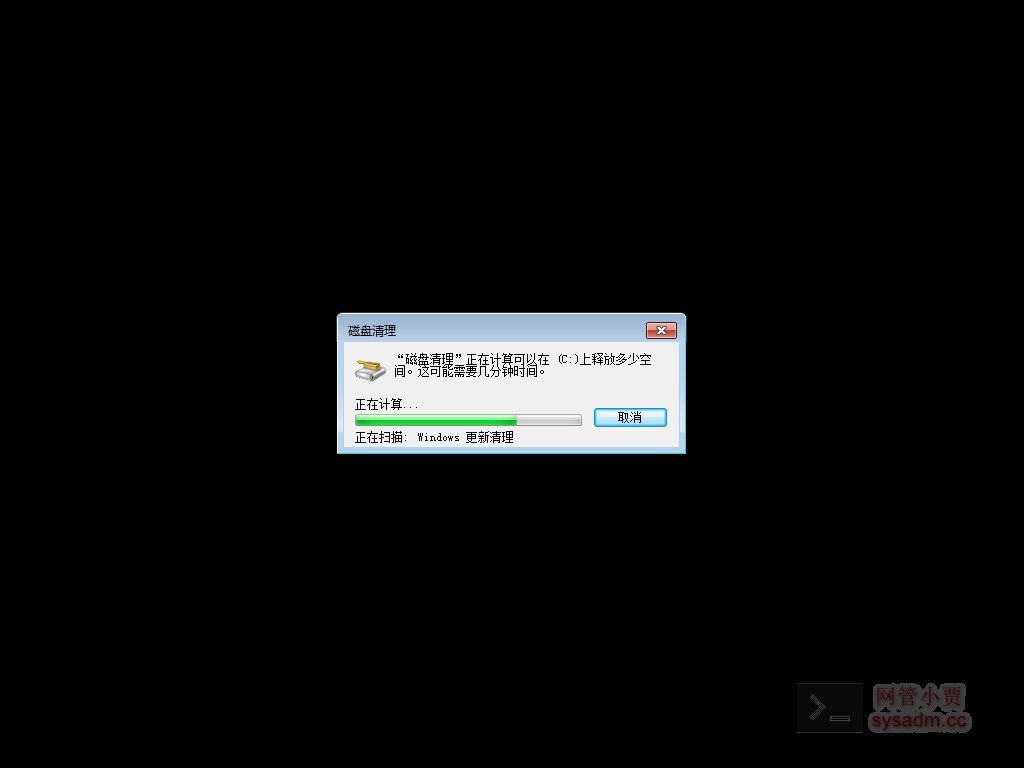 磁盘清理
“磁盘清理”正在计算可以在 (C:)上释放多少空
间。这可能需要几分钟时间。
正在计算...
取消
正在扫描: Windows 更新清理
>_
网管小贾
sysadm.cc